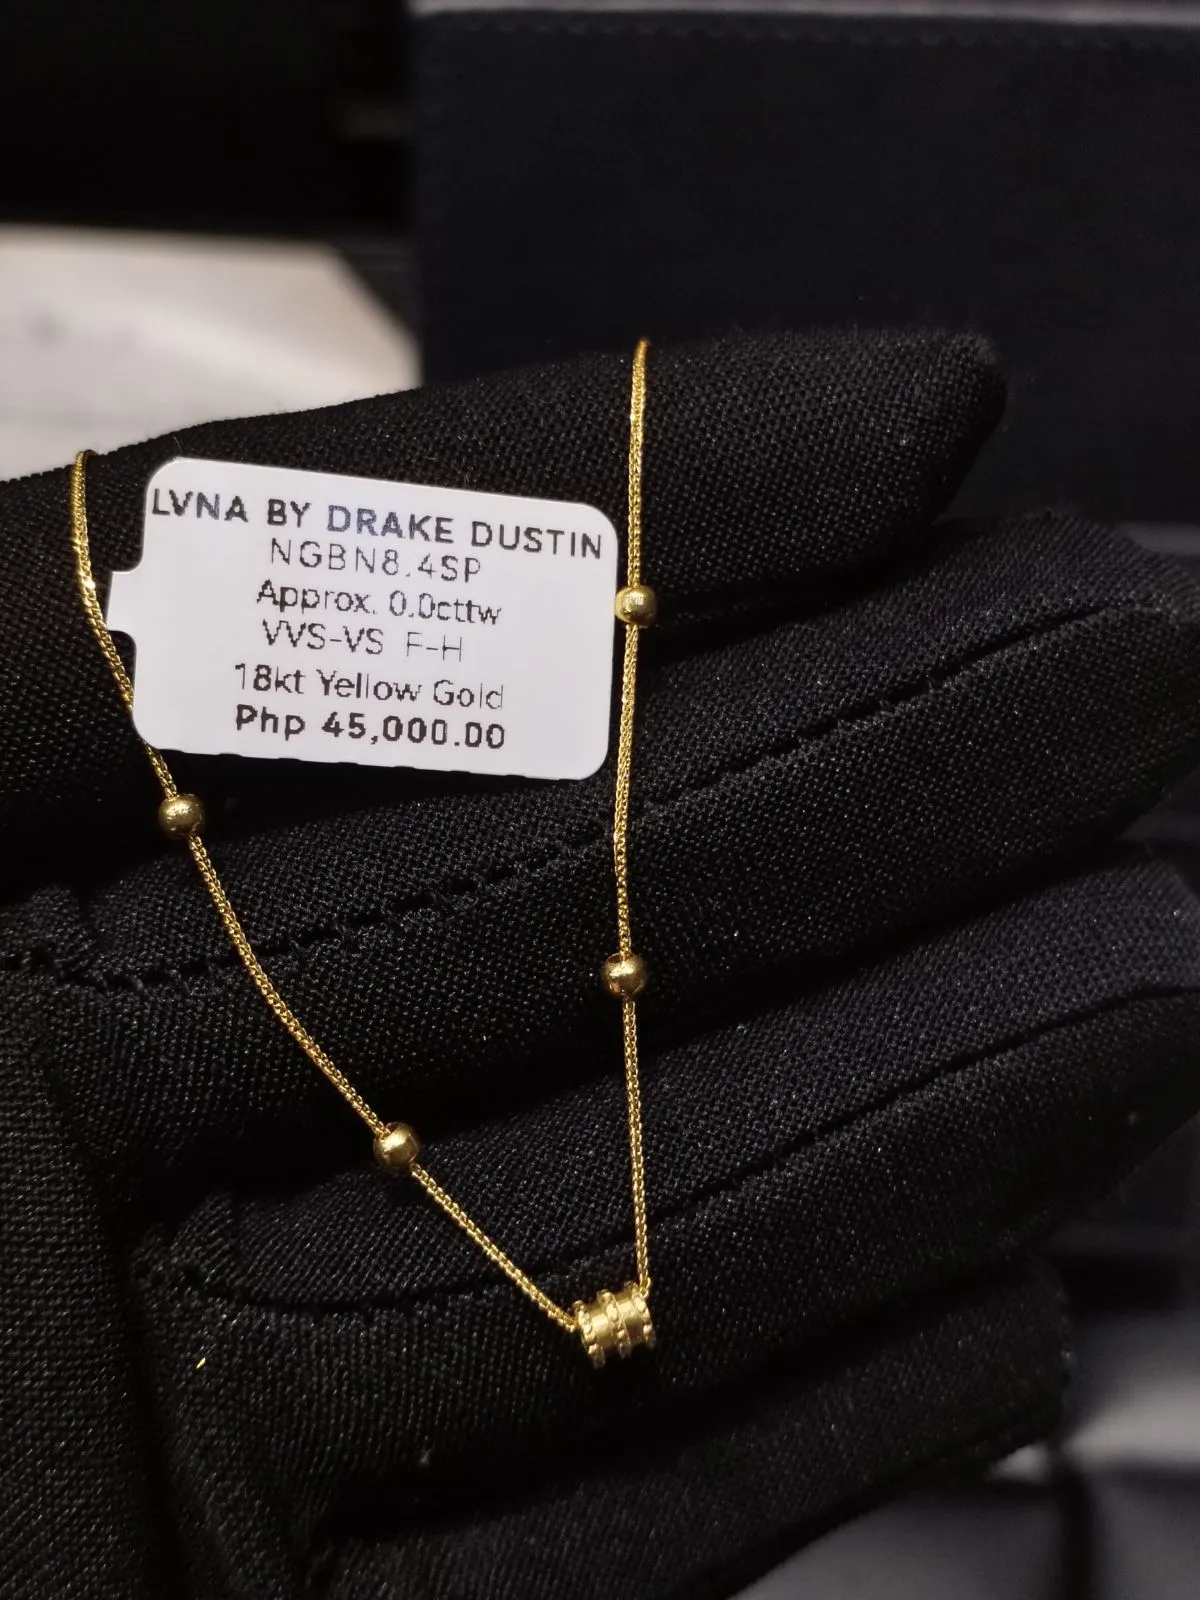 LVNA BY DRAKE DUSTIN
NGBN8.4SP
Approx. 0.0cttw
VVS-VS F-H
18kt Yellow Gold
Php 45,000.00